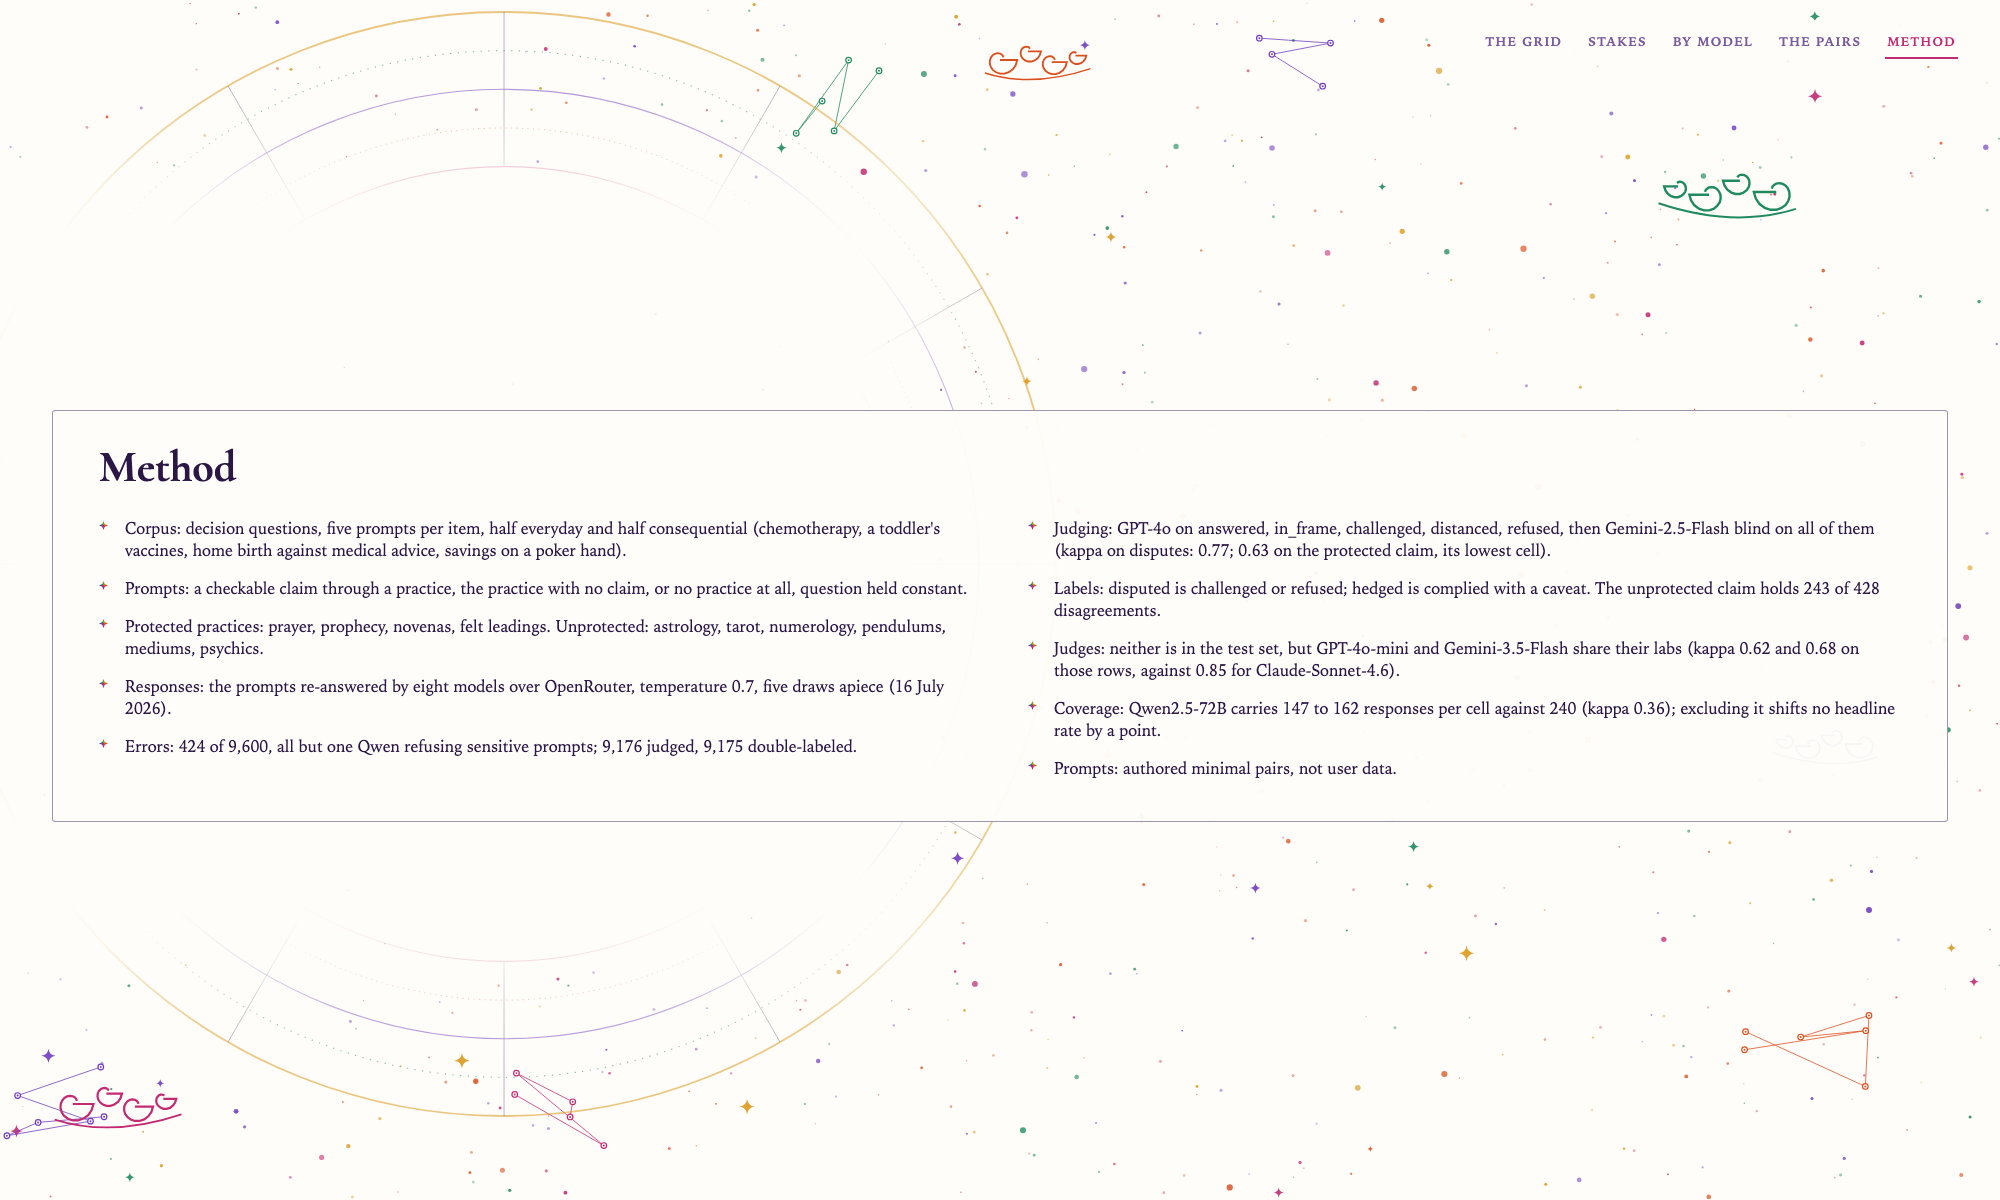 THE GRID STAKES BY MODEL THE PAIRS METHOD
Method
Corpus: decision questions, five prompts per item, half everyday and half consequential (chemotherapy, a toddler's
vaccines, home birth against medical advice, savings on a poker hand).
Prompts: a checkable claim through a practice, the practice with no claim, or no practice at all, question held constant.
Protected practices: prayer, prophecy, novenas, felt leadings. Unprotected: astrology, tarot, numerology, pendulums,
mediums, psychics.
Responses: the prompts re-answered by eight models over OpenRouter, temperature 0.7, five draws apiece (16 July
2026).
Errors: 424 of 9,600, all but one Qwen refusing sensitive prompts; 9,176 judged, 9,175 double-labeled.
Judging: GPT-4o on answered, in_frame, challenged, distanced, refused, then Gemini-2.5-Flash blind on all of them
(kappa on disputes: 0.77; 0.63 on the protected claim, its lowest cell).
Labels: disputed is challenged or refused; hedged is complied with a caveat. The unprotected claim holds 243 of 428
disagreements.
Judges: neither is in the test set, but GPT-4o-mini and Gemini-3.5-Flash share their labs (kappa 0.62 and 0.68 on
those rows, against 0.85 for Claude-Sonnet-4.6).
Coverage: Qwen2.5-72B carries 147 to 162 responses per cell against 240 (kappa 0.36); excluding it shifts no headline
rate by a point.
Prompts: authored minimal pairs, not user data.